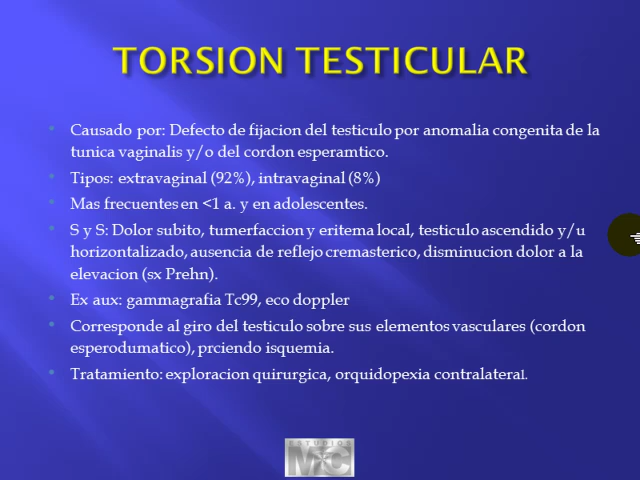 TORSION TESTICULAR
Causado por: Defecto de fijacion del testiculo por anomalia congenita de la
tunica vaginalis y/o del cordon esperamtico.
Tipos: extravaginal (92%), intravaginal (8%)
Mas frecuentes en <1 a. y en adolescentes.
S y S: Dolor subito, tumerfaccion y eritema local, testiculo ascendido y/u
horizontalizado, ausencia de reflejo cremasterico, disminucion dolor a la
elevacion (sx Prehn).
Ex aux: gammagrafia Tc99, eco doppler
Corresponde al giro del testiculo sobre sus elementos vasculares (cordon
esperodumatico), prciendo isquemia.
Tratamiento: exploracion quirurgica, orquidopexia contralateral.
ESTUDIOS
MC